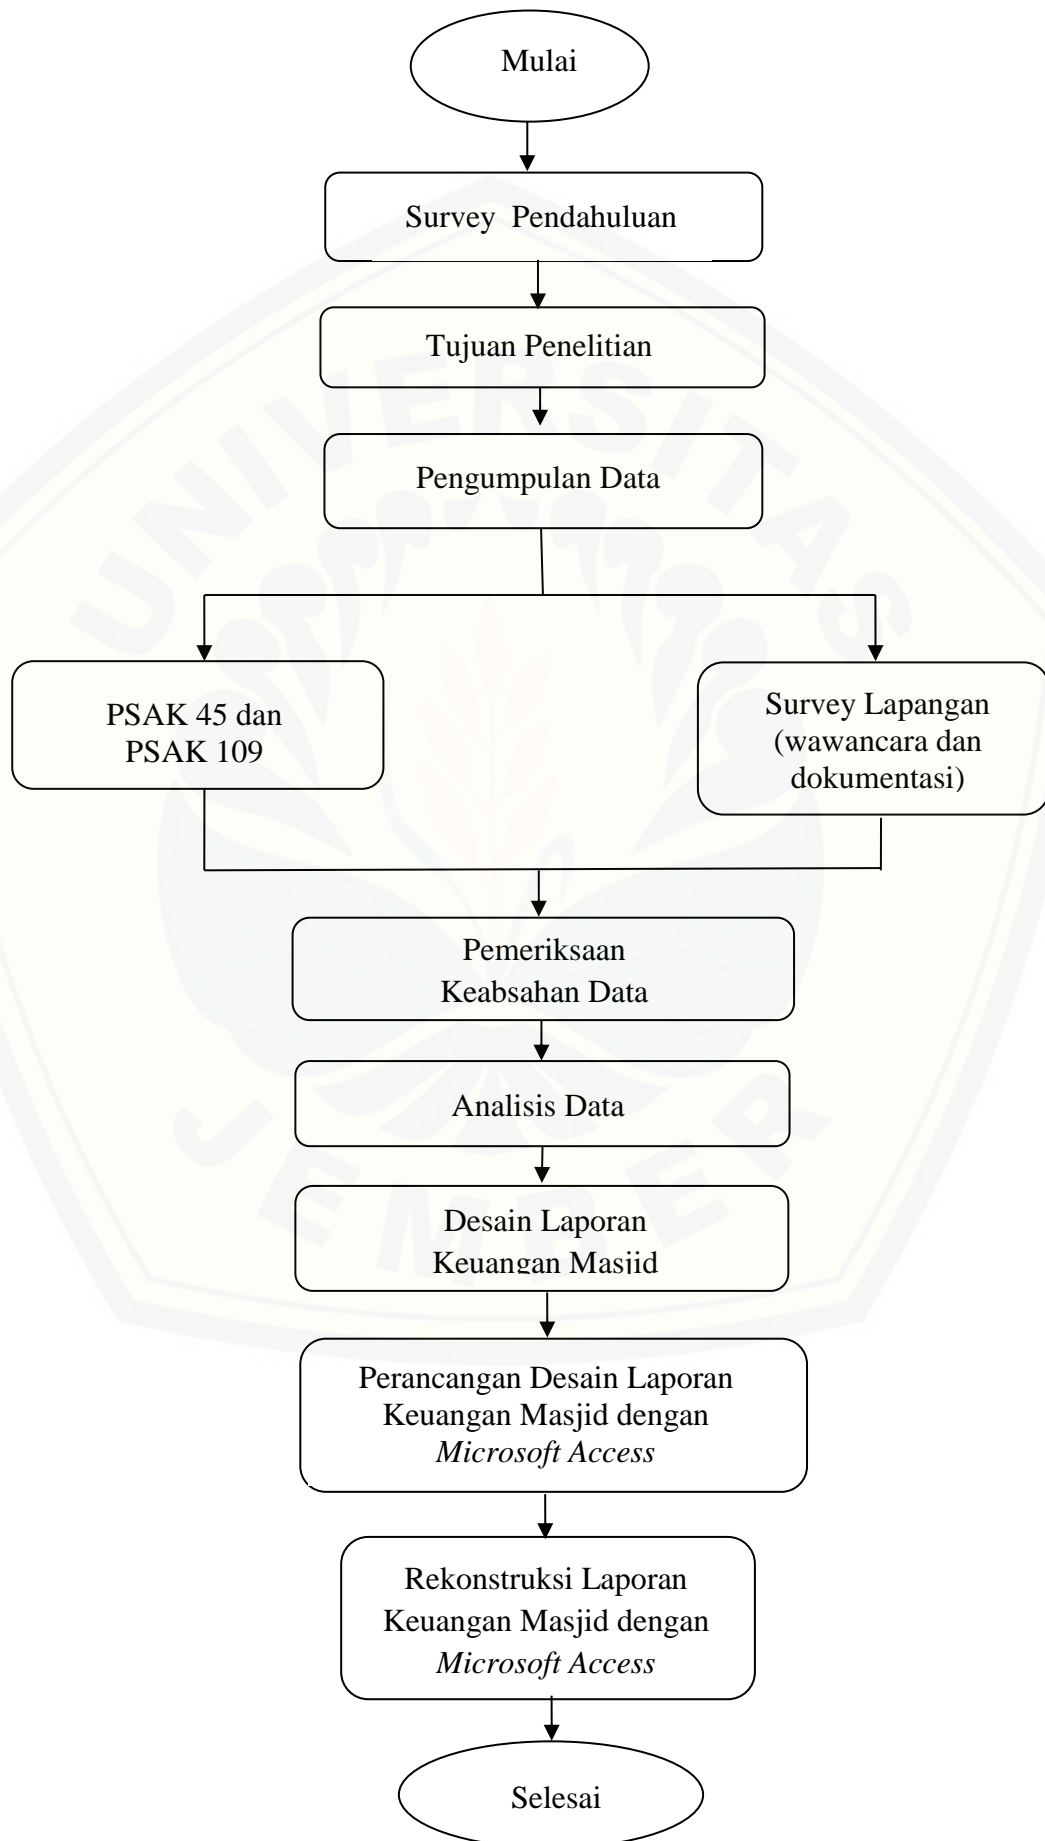 Mulai
Survey Pendahuluan
Tujuan Penelitian
Pengumpulan Data
PSAK 45 dan
PSAK 109
Survey Lapangan
(wawancara dan
dokumentasi)
Pemeriksaan
Keabsahan Data
Analisis Data
Desain Laporan
Keuangan Masjid
Perancangan Desain Laporan
Keuangan Masjid dengan
Microsoft Access
Rekonstruksi Laporan
Keuangan Masjid dengan
Microsoft Access
Selesai
UNIVERSITAS
JEMBER